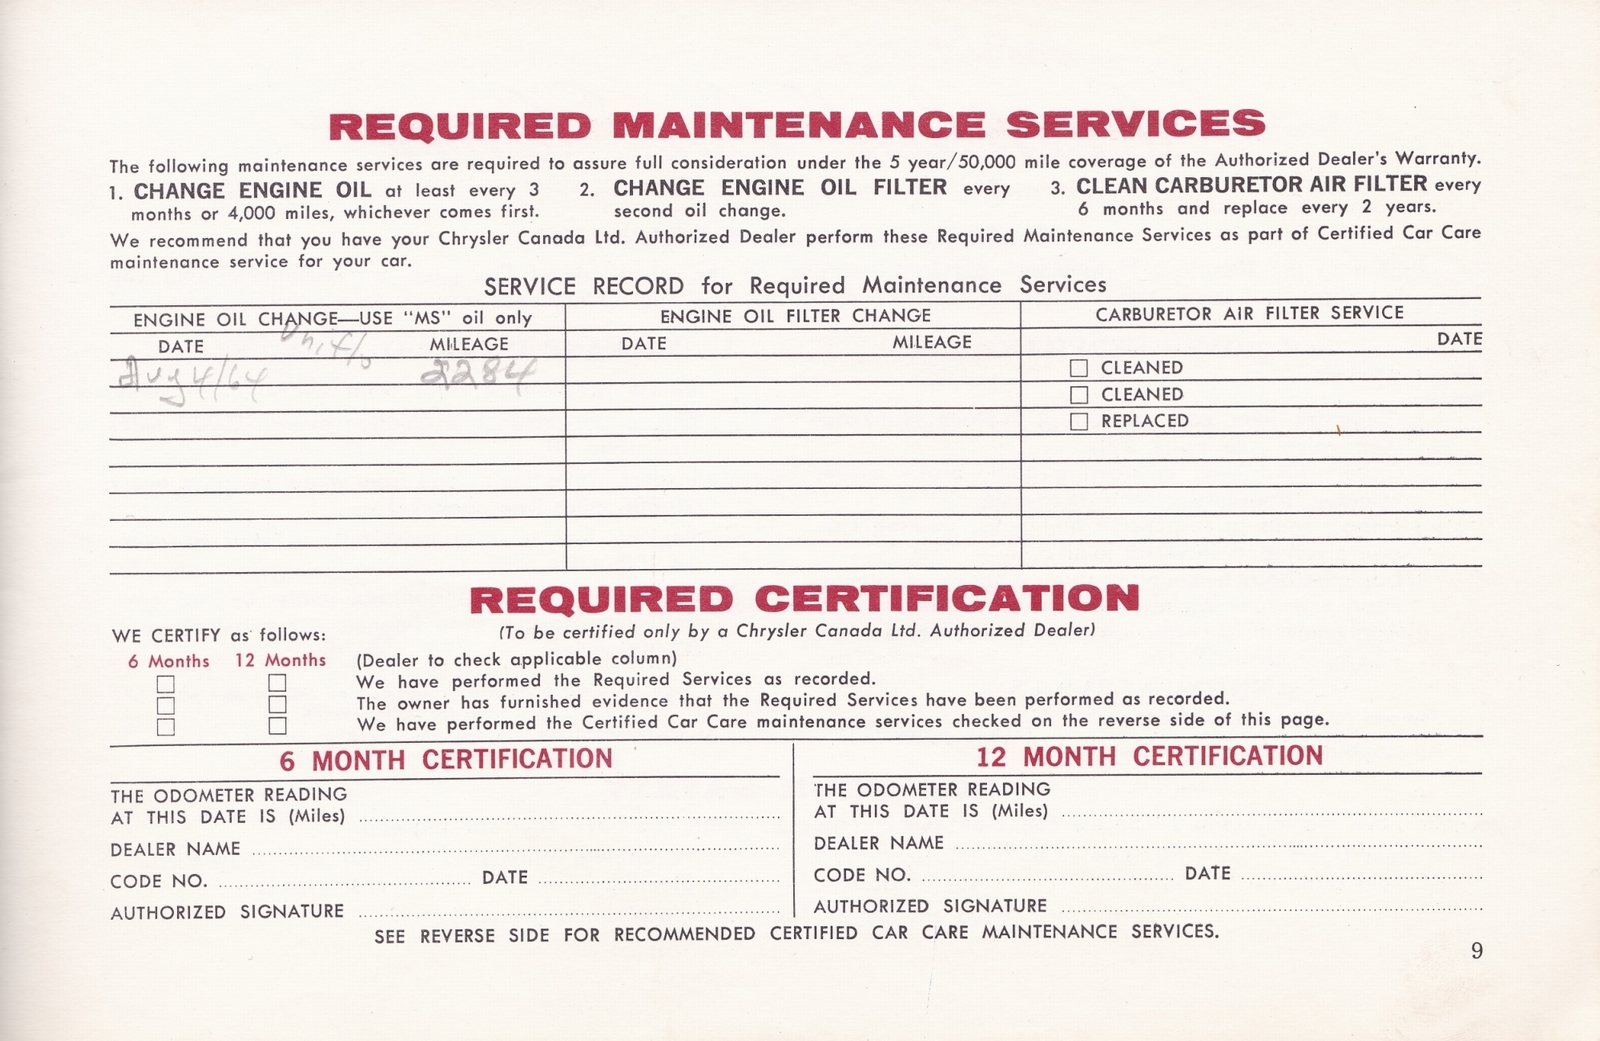 REQUIRED MAINTENANCE SERVICES
The following maintenance services are required to assure full consideration under the 5 year/50,000 mile coverage of the Authorized Dealer's Warranty.
1. CHANGE ENGINE OIL at least every 3 months or 4,000 miles, whichever comes first.
2. CHANGE ENGINE OIL FILTER every second oil change.
3. CLEAN CARBURETOR AIR FILTER every 6 months and replace every 2 years.
We recommend that you have your Chrysler Canada Ltd. Authorized Dealer perform these Required Maintenance Services as part of Certified Car Care
maintenance service for your car.
SERVICE RECORD for Required Maintenance Services
ENGINE OIL CHANGE—USE "MS" oil only ENGINE OIL FILTER CHANGE CARBURETOR AIR FILTER SERVICE
DATE MILEAGE DATE MILEAGE DATE
Aug 4/64 2284 CLEANED
CLEANED
REPLACED
REQUIRED CERTIFICATION
(To be certified only by a Chrysler Canada Ltd. Authorized Dealer)
WE CERTIFY as follows:
6 Months 12 Months (Dealer to check applicable column)
We have performed the Required Services as recorded.
The owner has furnished evidence that the Required Services have been performed as recorded.
We have performed the Certified Car Care maintenance services checked on the reverse side of this page.
6 MONTH CERTIFICATION
THE ODOMETER READING
AT THIS DATE IS (Miles)
DEALER NAME
CODE NO. DATE
AUTHORIZED SIGNATURE
12 MONTH CERTIFICATION
THE ODOMETER READING
AT THIS DATE IS (Miles)
DEALER NAME
CODE NO. DATE
AUTHORIZED SIGNATURE
SEE REVERSE SIDE FOR RECOMMENDED CERTIFIED CAR CARE MAINTENANCE SERVICES.
9